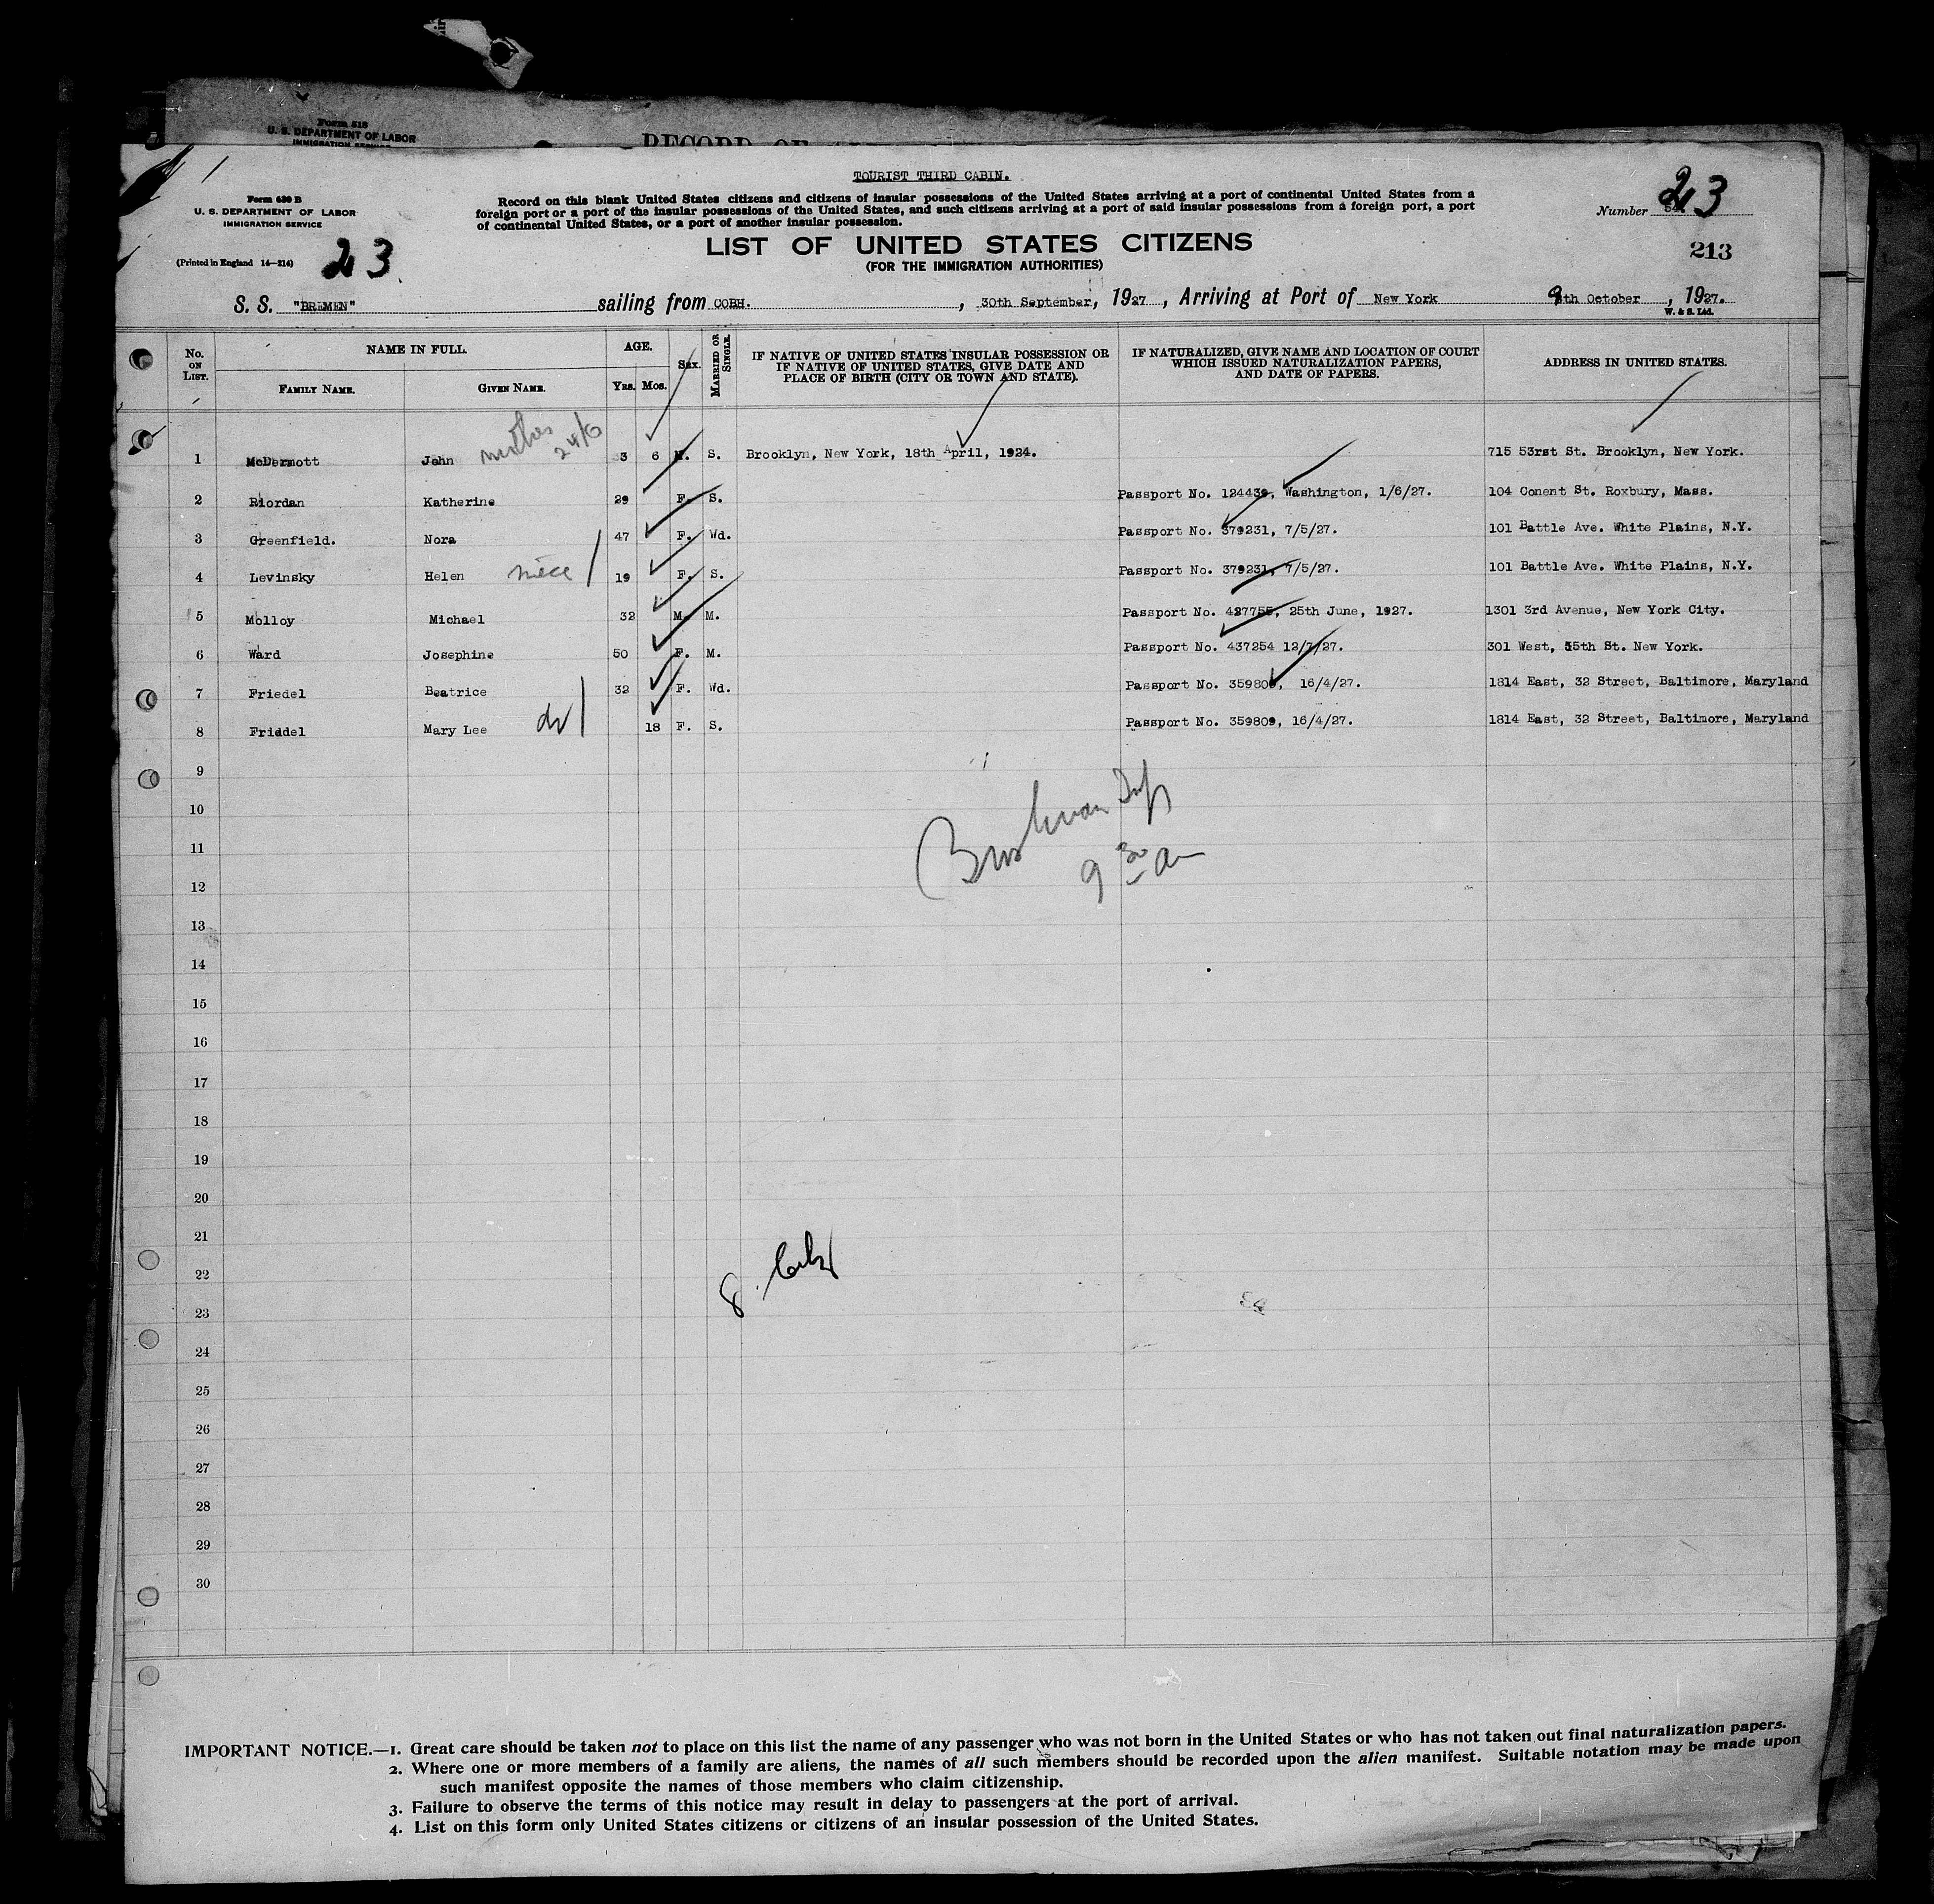 Form 518
U. S. DEPARTMENT OF LABOR
IMMIGRATION SERVICE
RECORD OF
TOURIST THIRD CABIN.
Form 630 B
U. S. DEPARTMENT OF LABOR
IMMIGRATION SERVICE
(Printed in England 14—214)
23
Record on this blank United States citizens and citizens of insular possessions of the United States arriving at a port of continental United States from a
foreign port or a port of the insular possessions of the United States, and such citizens arriving at a port of said insular possessions from a foreign port, a port
of continental United States, or a port of another insular possession.
Number 23
213
LIST OF UNITED STATES CITIZENS
(FOR THE IMMIGRATION AUTHORITIES)
S. S. "BREMEN" sailing from COBH. , 30th September, 1927 , Arriving at Port of New York 9th October , 1927.
W. & S. Ltd.
No. ON LIST. NAME IN FULL. AGE. Sex. MARRIED OR SINGLE. IF NATIVE OF UNITED STATES INSULAR POSSESSION OR IF NATIVE OF UNITED STATES, GIVE DATE AND PLACE OF BIRTH (CITY OR TOWN AND STATE). IF NATURALIZED, GIVE NAME AND LOCATION OF COURT WHICH ISSUED NATURALIZATION PAPERS, AND DATE OF PAPERS. ADDRESS IN UNITED STATES.
FAMILY NAME. GIVEN NAME. Yrs. Mos.
1 McDermott John mother 24/6 3 6 M. S. Brooklyn, New York, 18th April, 1924. 715 53rst St. Brooklyn, New York.
2 Riordan Katherine 29 F. S. Passport No. 124439, Washington, 1/6/27. 104 Conent St. Roxbury, Mass.
3 Greenfield. Nora 47 F. Wd. Passport No. 379231, 7/5/27. 101 Battle Ave. White Plains, N.Y.
4 Levinsky Helen niece 19 F. S. Passport No. 379231, 7/5/27. 101 Battle Ave. White Plains, N.Y.
5 Molloy Michael 32 M. M. Passport No. 427755, 25th June, 1927. 1301 3rd Avenue, New York City.
6 Ward Josephine 50 F. M. Passport No. 437254 12/7/27. 301 West, 55th St. New York.
7 Friedel Beatrice 32 F. Wd. Passport No. 359809, 16/4/27. 1814 East, 32 Street, Baltimore, Maryland
8 Friddel Mary Lee 18 F. S. Passport No. 359809, 16/4/27. 1814 East, 32 Street, Baltimore, Maryland
9
10
11
9 30 am
12
13
14
15
16
17
18
19
20
21
22
8
23
24
25
26
27
28
29
30
IMPORTANT NOTICE.—1. Great care should be taken not to place on this list the name of any passenger who was not born in the United States or who has not taken out final naturalization papers.
2. Where one or more members of a family are aliens, the names of all such members should be recorded upon the alien manifest. Suitable notation may be made upon
such manifest opposite the names of those members who claim citizenship.
3. Failure to observe the terms of this notice may result in delay to passengers at the port of arrival.
4. List on this form only United States citizens or citizens of an insular possession of the United States.